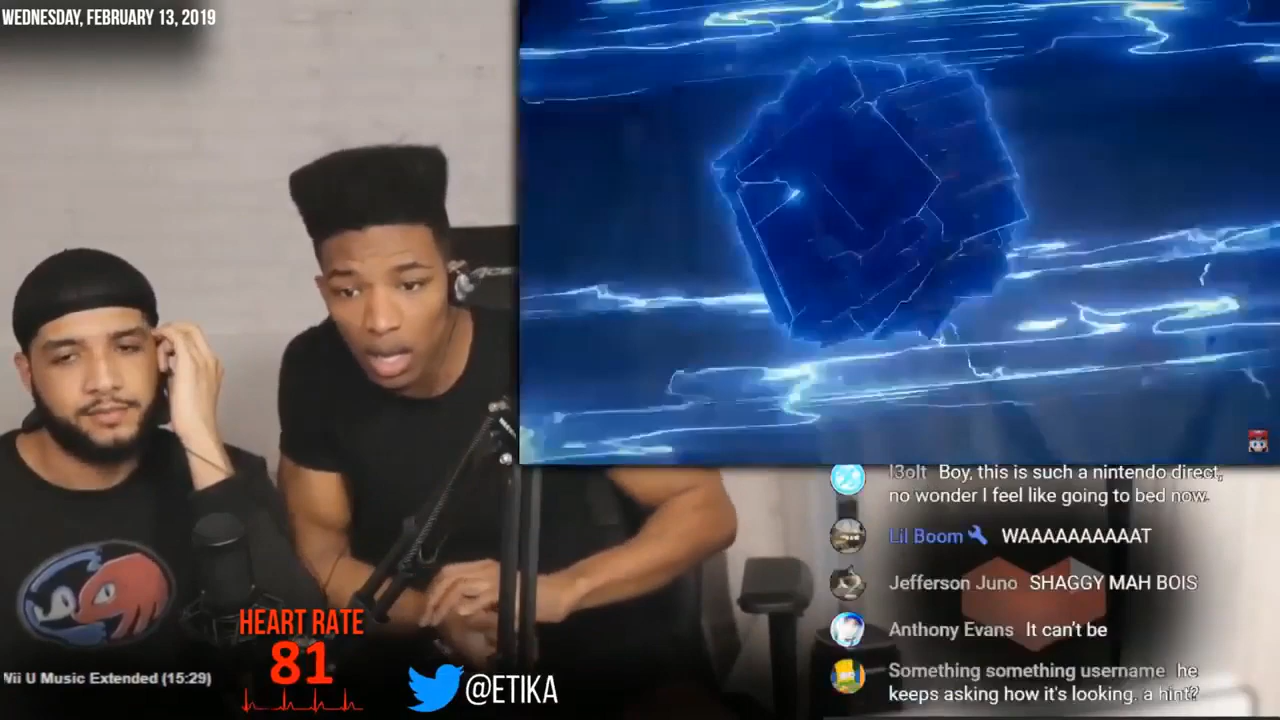 WEDNESDAY, FEBRUARY 13, 2019
l3olt Boy, this is such a nintendo direct,
no wonder I feel like going to bed now.
Lil Boom WAAAAAAAAAAT
Jefferson Juno SHAGGY MAH BOIS
Anthony Evans It can't be
Something something username he
keeps asking how it's looking. a hint?
HEART RATE
81
Wii U Music Extended (15:29)
@ETIKA